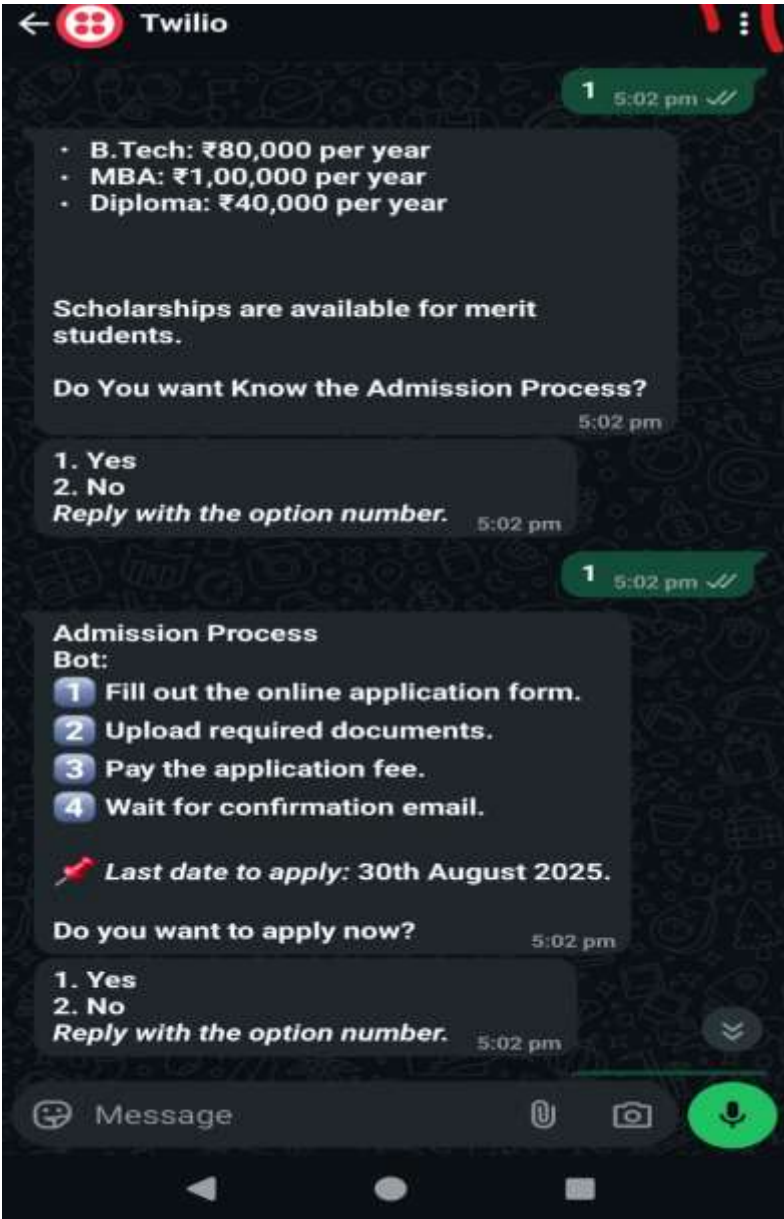 Twilio
1 5:02 pm
· B.Tech: ₹80,000 per year
· MBA: ₹1,00,000 per year
· Diploma: ₹40,000 per year
Scholarships are available for merit
students.
Do You want Know the Admission Process?
5:02 pm
1. Yes
2. No
Reply with the option number. 5:02 pm
1 5:02 pm
Admission Process
Bot:
1 Fill out the online application form.
2 Upload required documents.
3 Pay the application fee.
4 Wait for confirmation email.
📌 Last date to apply: 30th August 2025.
Do you want to apply now? 5:02 pm
1. Yes
2. No
Reply with the option number. 5:02 pm
Message